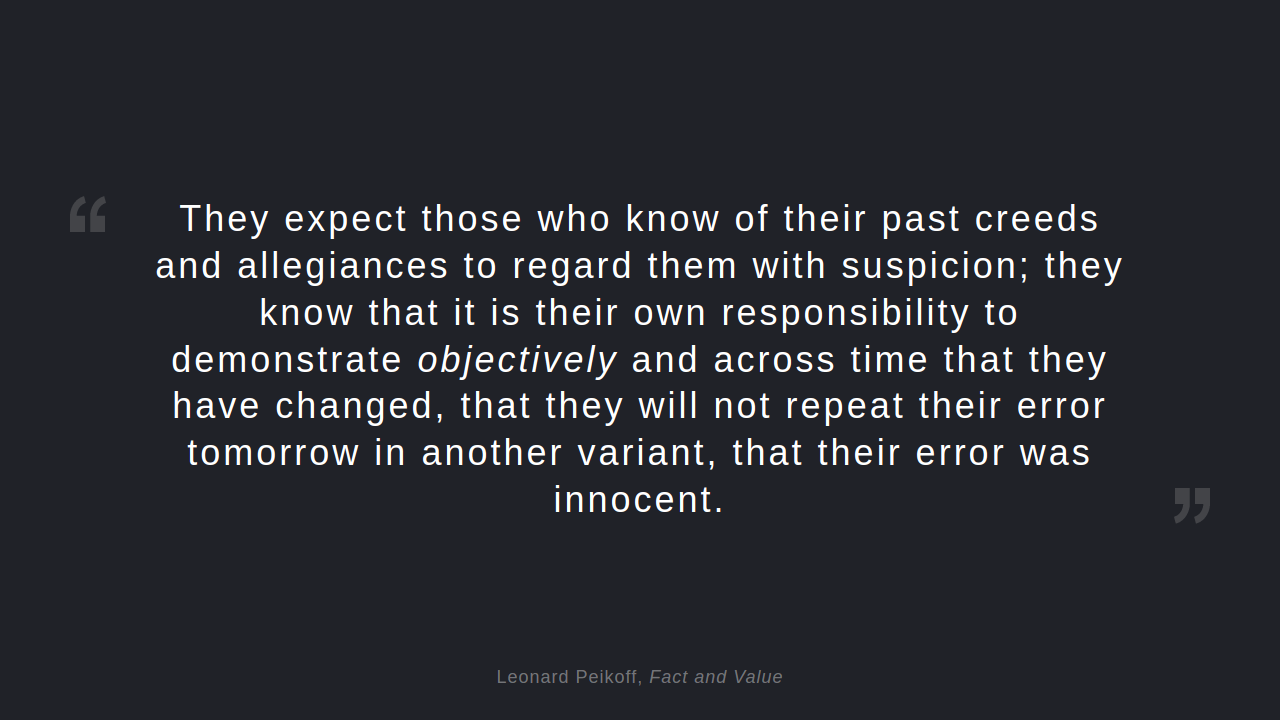 “
They expect those who know of their past creeds
and allegiances to regard them with suspicion; they
know that it is their own responsibility to
demonstrate objectively and across time that they
have changed, that they will not repeat their error
tomorrow in another variant, that their error was
innocent.
”
Leonard Peikoff, Fact and Value